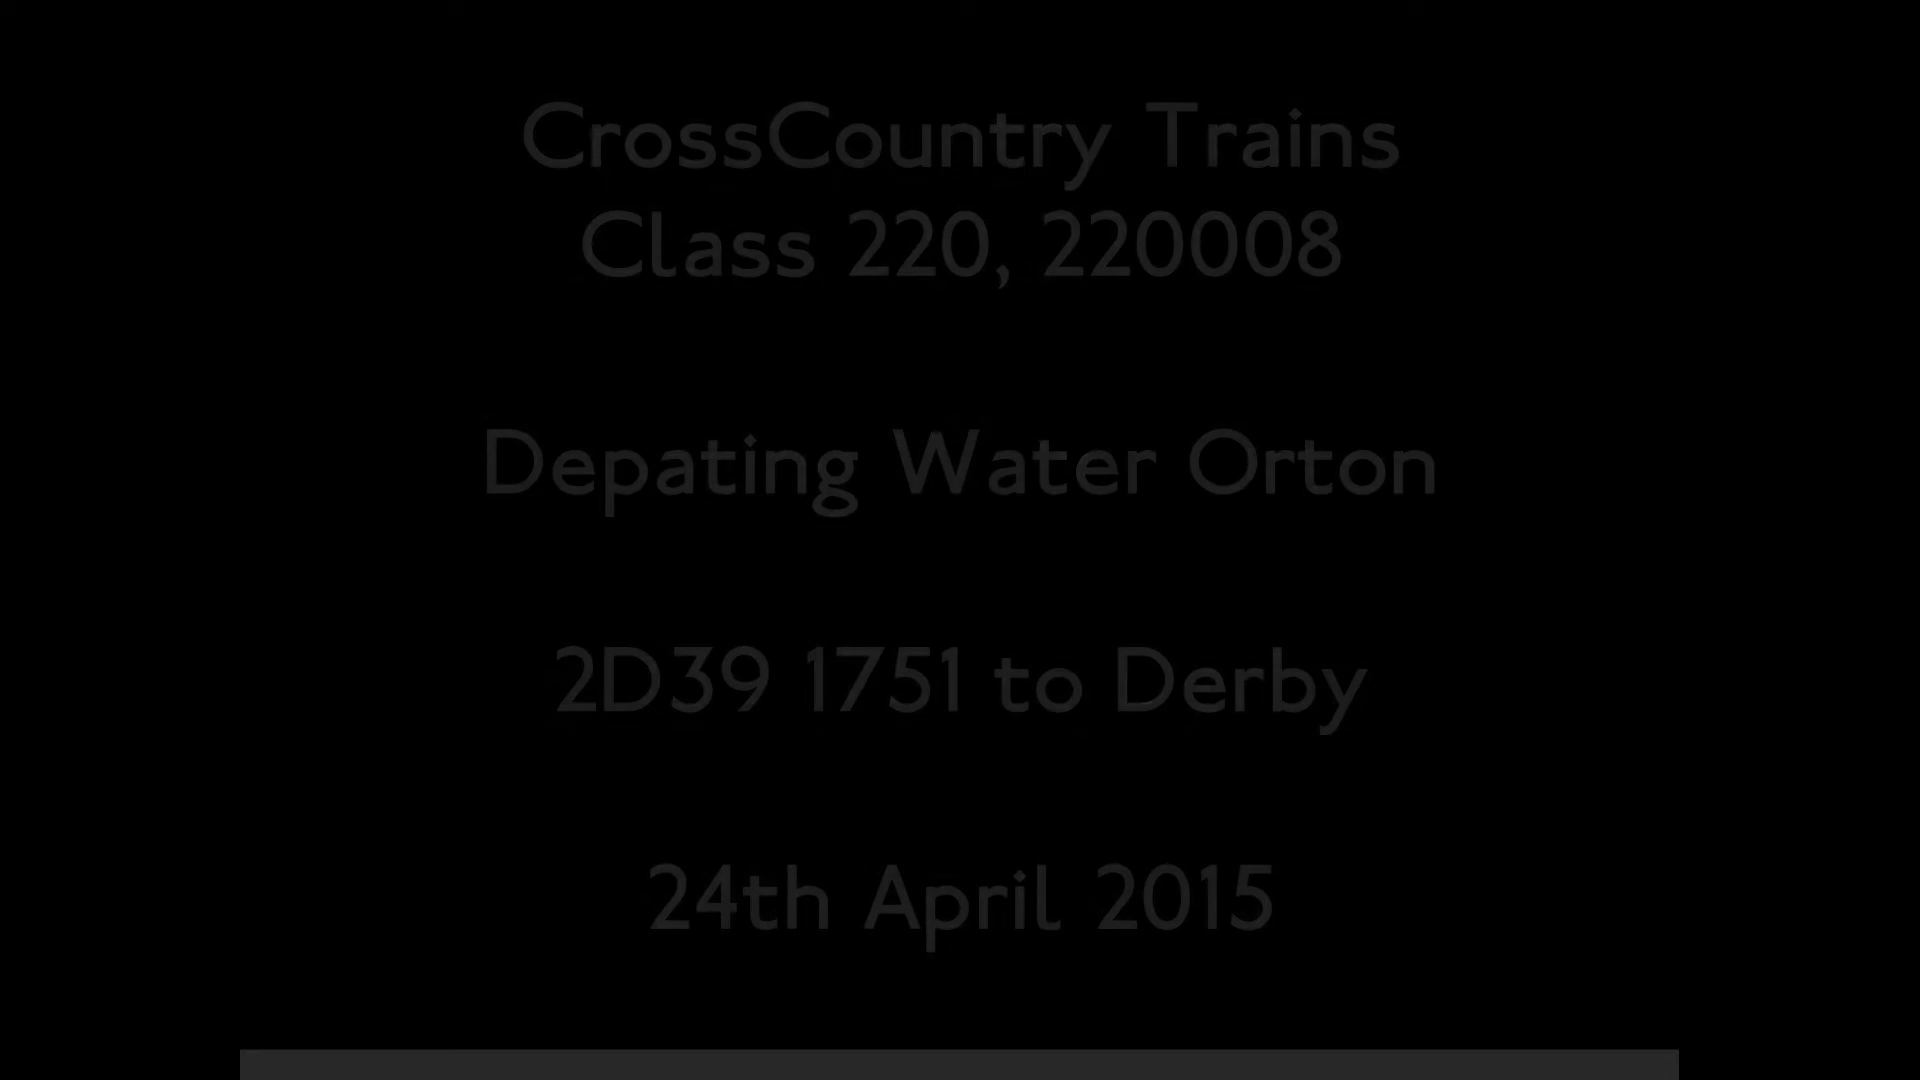 CrossCountry Trains
Class 220, 220008
Depating Water Orton
2D39 1751 to Derby
24th April 2015